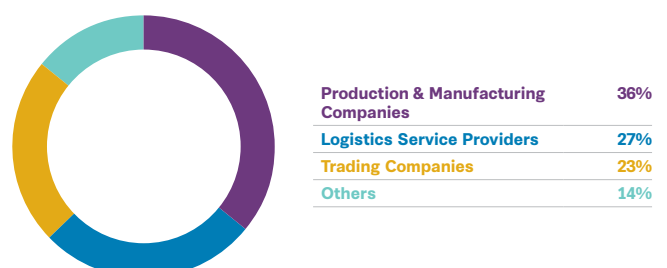 Production & Manufacturing 36%
Companies
Logistics Service Providers 27%
Trading Companies 23%
Others 14%